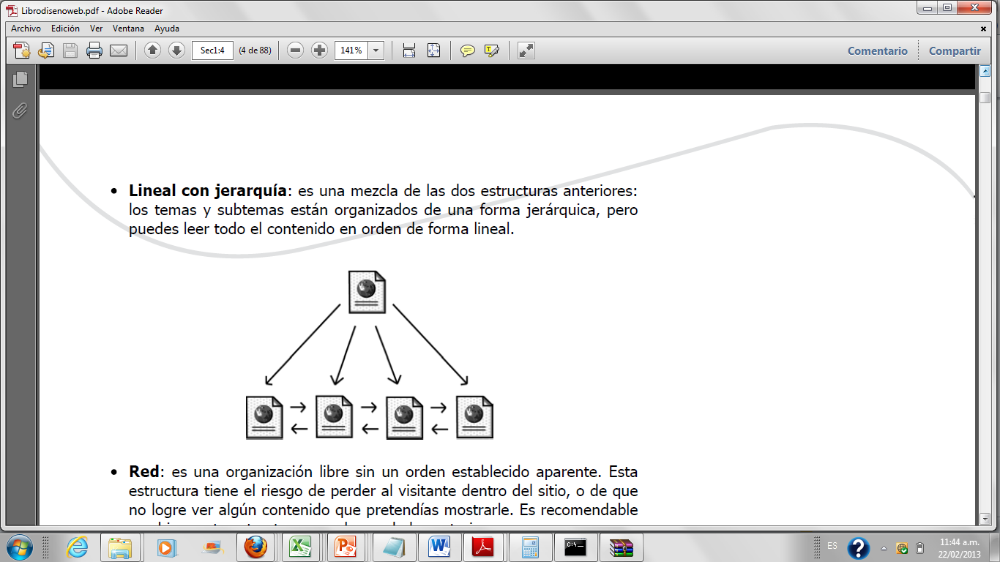 Librodisenoweb.pdf - Adobe Reader
Archivo Edición Ver Ventana Ayuda
Sec1:4 (4 de 88) 141% Comentario Compartir
• Lineal con jerarquía: es una mezcla de las dos estructuras anteriores:
los temas y subtemas están organizados de una forma jerárquica, pero
puedes leer todo el contenido en orden de forma lineal.
• Red: es una organización libre sin un orden establecido aparente. Esta
estructura tiene el riesgo de perder al visitante dentro del sitio, o de que
no logre ver algún contenido que pretendías mostrarle. Es recomendable
ES
11:44 a.m.
22/02/2013